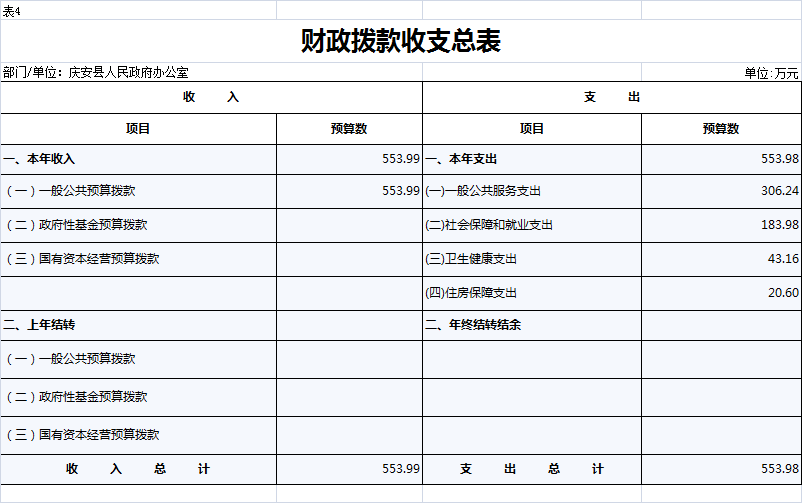 表4
财政拨款收支总表
部门/单位：庆安县人民政府办公室 单位:万元
收 入 支 出
项目 预算数 项目 预算数
一、本年收入 553.99 一、本年支出 553.98
（一）一般公共预算拨款 553.99 (一)一般公共服务支出 306.24
（二）政府性基金预算拨款 (二)社会保障和就业支出 183.98
（三）国有资本经营预算拨款 (三)卫生健康支出 43.16
(四)住房保障支出 20.60
二、上年结转 二、年终结转结余
（一）一般公共预算拨款
（二）政府性基金预算拨款
（三）国有资本经营预算拨款
收 入 总 计 553.99 支 出 总 计 553.98